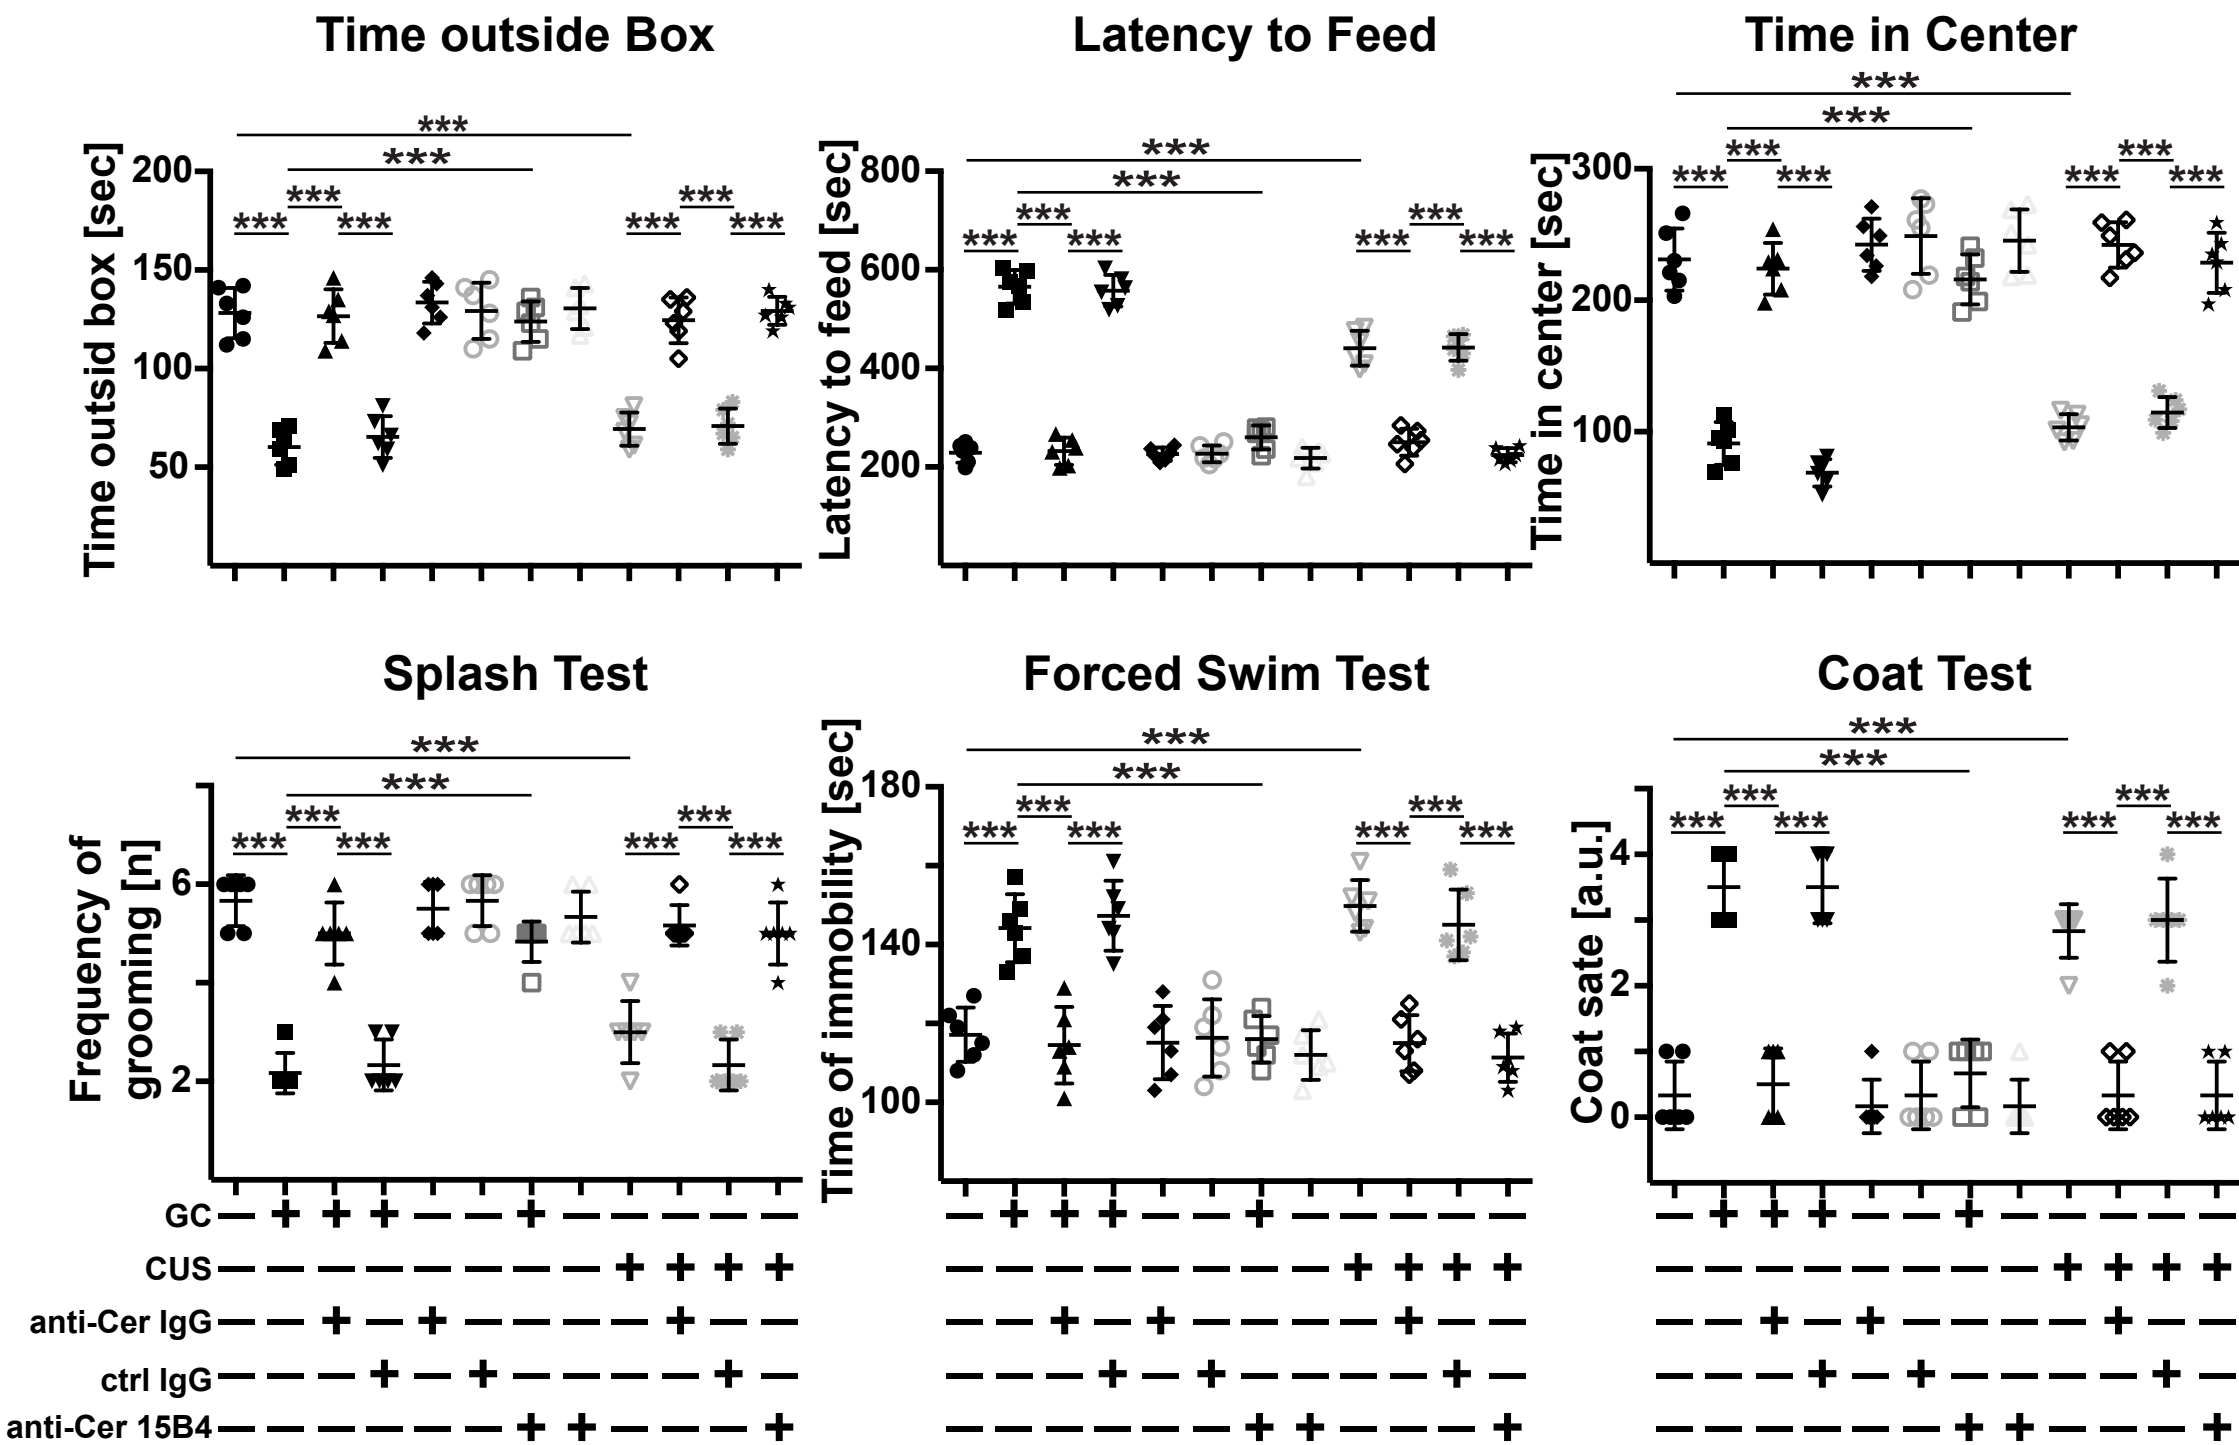 Time outside Box
Latency to Feed
Time in Center
Time outsid box [sec]
200
150
100
50
*** *** *** *** *** *** *** ***
Latency to feed [sec]
800
600
400
200
*** *** *** *** *** *** *** ***
Time in center [sec]
300
200
100
*** *** *** *** *** *** *** ***
Splash Test
Forced Swim Test
Coat Test
Frequency of
grooming [n]
6
2
*** *** *** *** *** *** *** ***
Time of immobility [sec]
180
140
100
*** *** *** *** *** *** *** ***
Coat sate [a.u.]
4
2
0
*** *** *** *** *** *** *** ***
GC — + + + — — + — — — — — — + + + — — + — — — — — — + + + — — + — — — — —
CUS — — — — — — — — + + + + — — — — — — — — + + + + — — — — — — — — + + + +
anti-Cer IgG — — + — + — — — — + — — — — + — + — — — — + — — — — + — + — — — — + — —
ctrl IgG — — — + — + — — — — + — — — — + — + — — — — + — — — — + — + — — — — + —
anti-Cer 15B4 — — — — — — + + — — — + — — — — — — + + — — — + — — — — — — + + — — — +